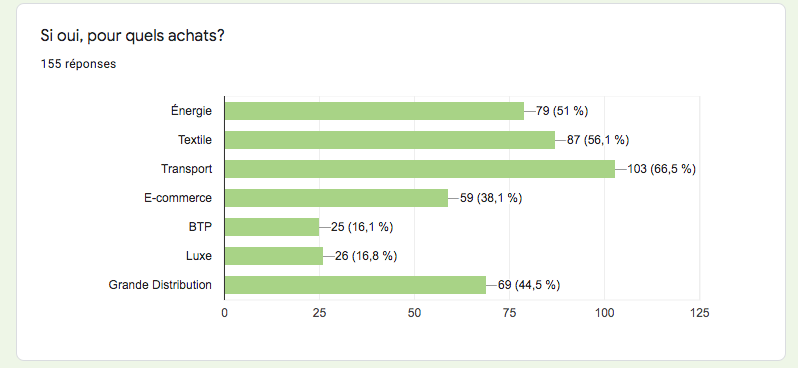 Si oui, pour quels achats?
155 réponses
Énergie 79 (51 %)
Textile 87 (56,1 %)
Transport 103 (66,5 %)
E-commerce 59 (38,1 %)
BTP 25 (16,1 %)
Luxe 26 (16,8 %)
Grande Distribution 69 (44,5 %)
0 25 50 75 100 125